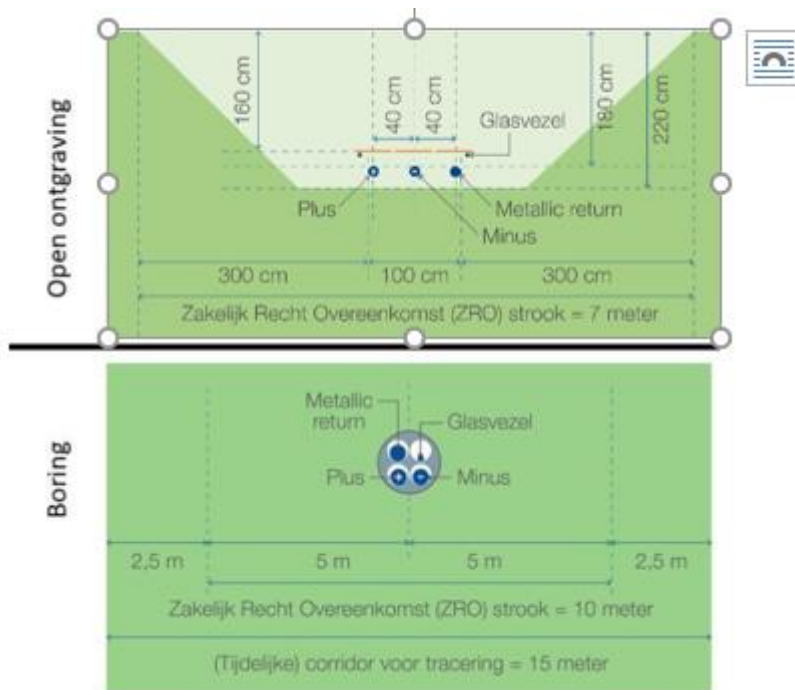 Open ontgraving
160 cm
40 cm
40 cm
Glasvezel
180 cm
220 cm
Plus
Metallic return
Minus
300 cm
100 cm
300 cm
Zakelijk Recht Overeenkomst (ZRO) strook = 7 meter
Boring
Metallic
return
Glasvezel
Plus
Minus
2,5 m
5 m
5 m
2,5 m
Zakelijk Recht Overeenkomst (ZRO) strook = 10 meter
(Tijdelijke) corridor voor tracering = 15 meter